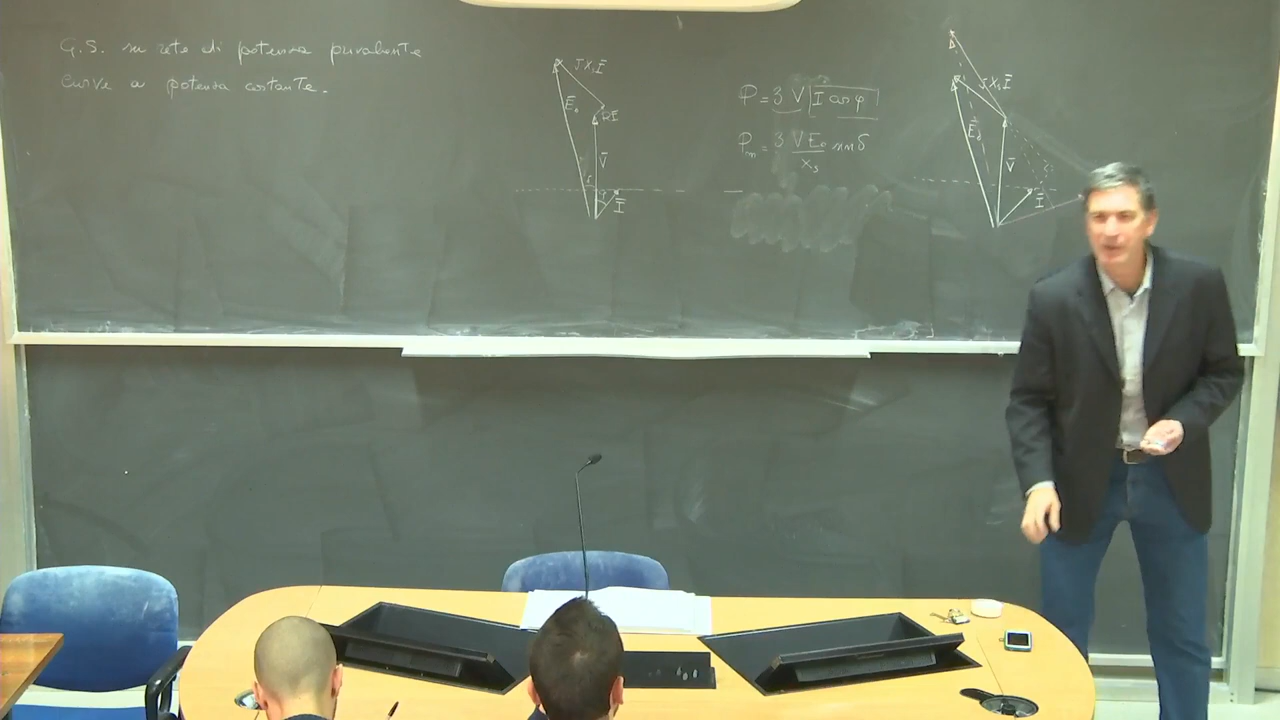 G.S. su rete di potenza prevalente
curve a potenza costante.
jXsI
E₀
RI
V
δ
φ
I
P = 3 V I cos φ
Pm = 3 V E₀ sin δ
Xs
jXsI
E₀
V
I